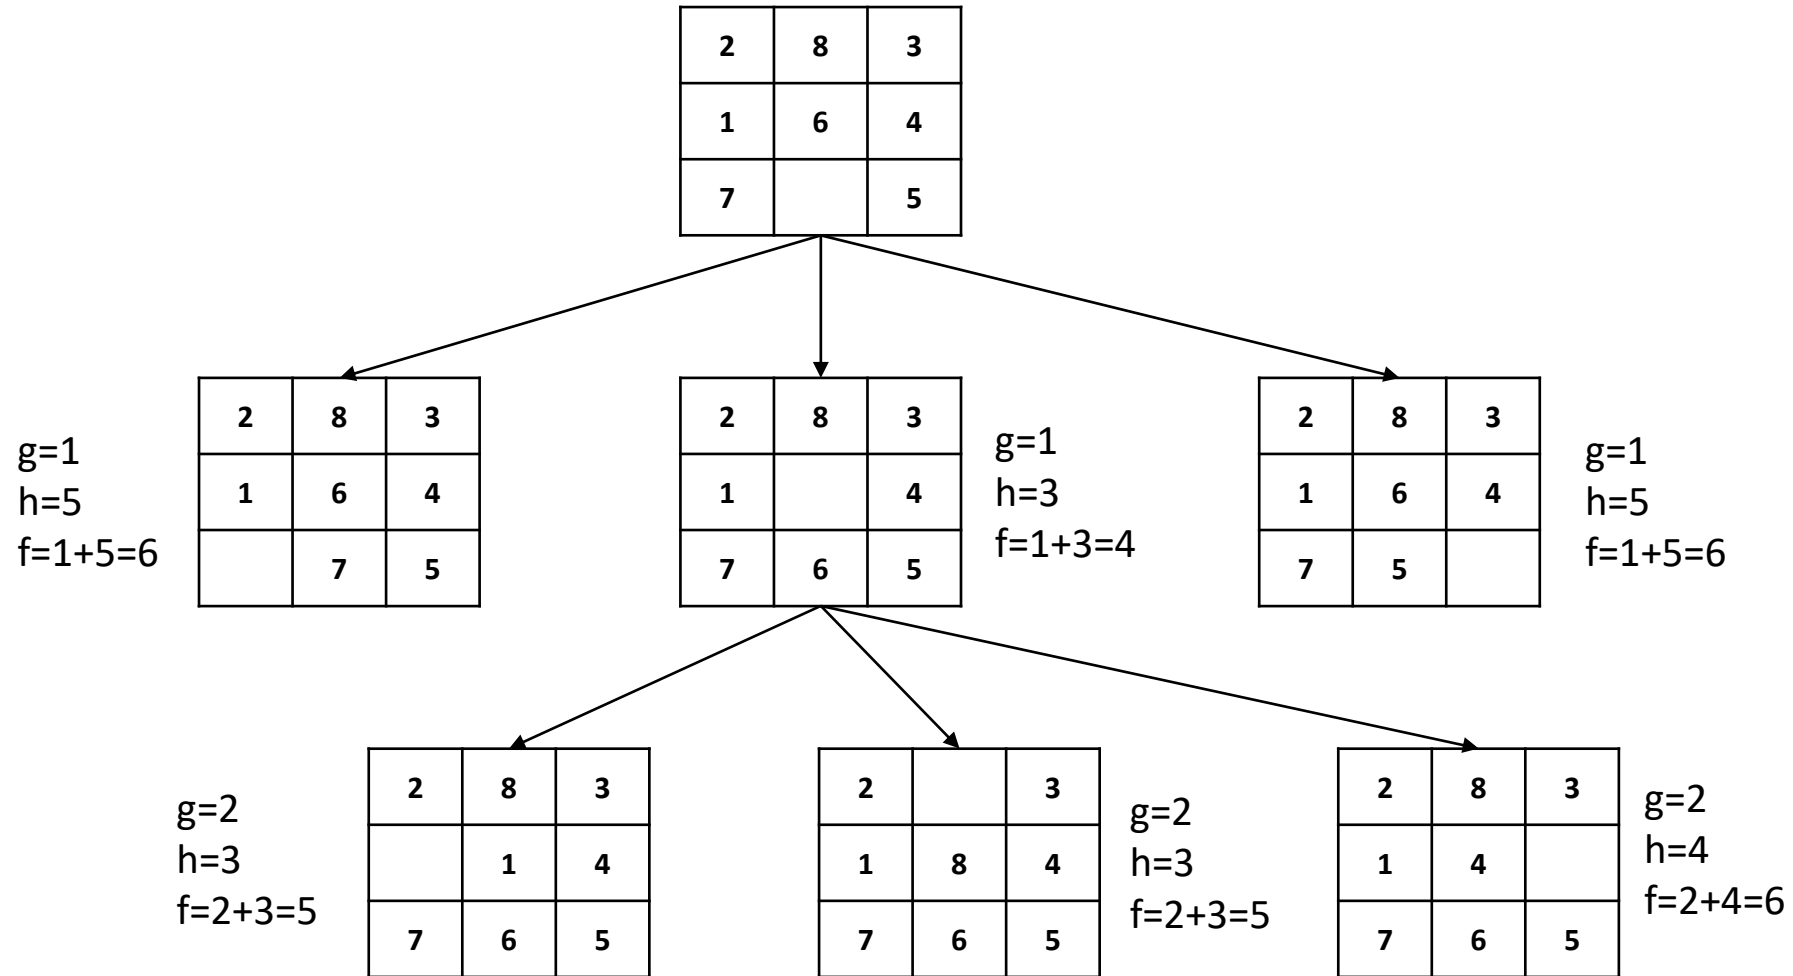 2 8 3
1 6 4
7 5
g=1
h=5
f=1+5=6
2 8 3
1 6 4
7 5
2 8 3
1 4
7 6 5
g=1
h=3
f=1+3=4
2 8 3
1 6 4
7 5
g=1
h=5
f=1+5=6
g=2
h=3
f=2+3=5
2 8 3
1 4
7 6 5
2 3
1 8 4
7 6 5
g=2
h=3
f=2+3=5
2 8 3
1 4
7 6 5
g=2
h=4
f=2+4=6